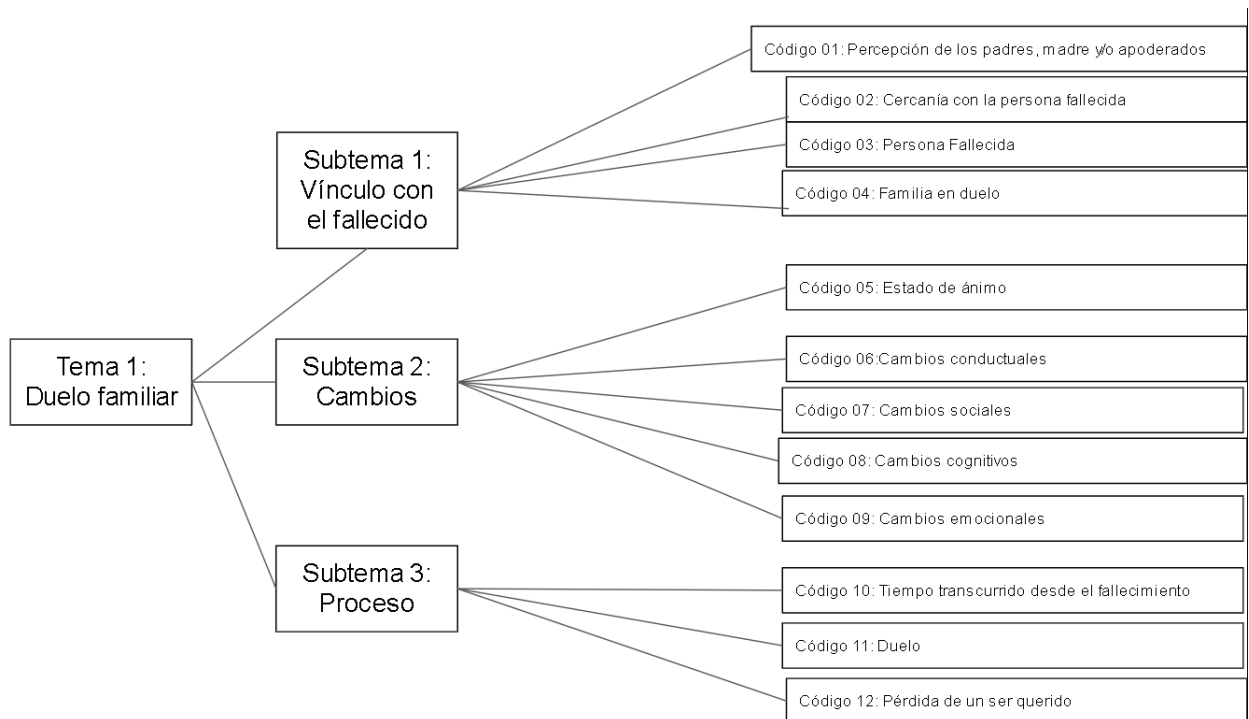 Tema 1:
Duelo familiar
Subtema 1:
Vínculo con
el fallecido
Código 01: Percepción de los padres, madre y/o apoderados
Código 02: Cercanía con la persona fallecida
Código 03: Persona Fallecida
Código 04: Familia en duelo
Subtema 2:
Cambios
Código 05: Estado de ánimo
Código 06:Cambios conductuales
Código 07: Cambios sociales
Código 08: Cambios cognitivos
Código 09: Cambios emocionales
Subtema 3:
Proceso
Código 10: Tiempo transcurrido desde el fallecimiento
Código 11: Duelo
Código 12: Pérdida de un ser querido